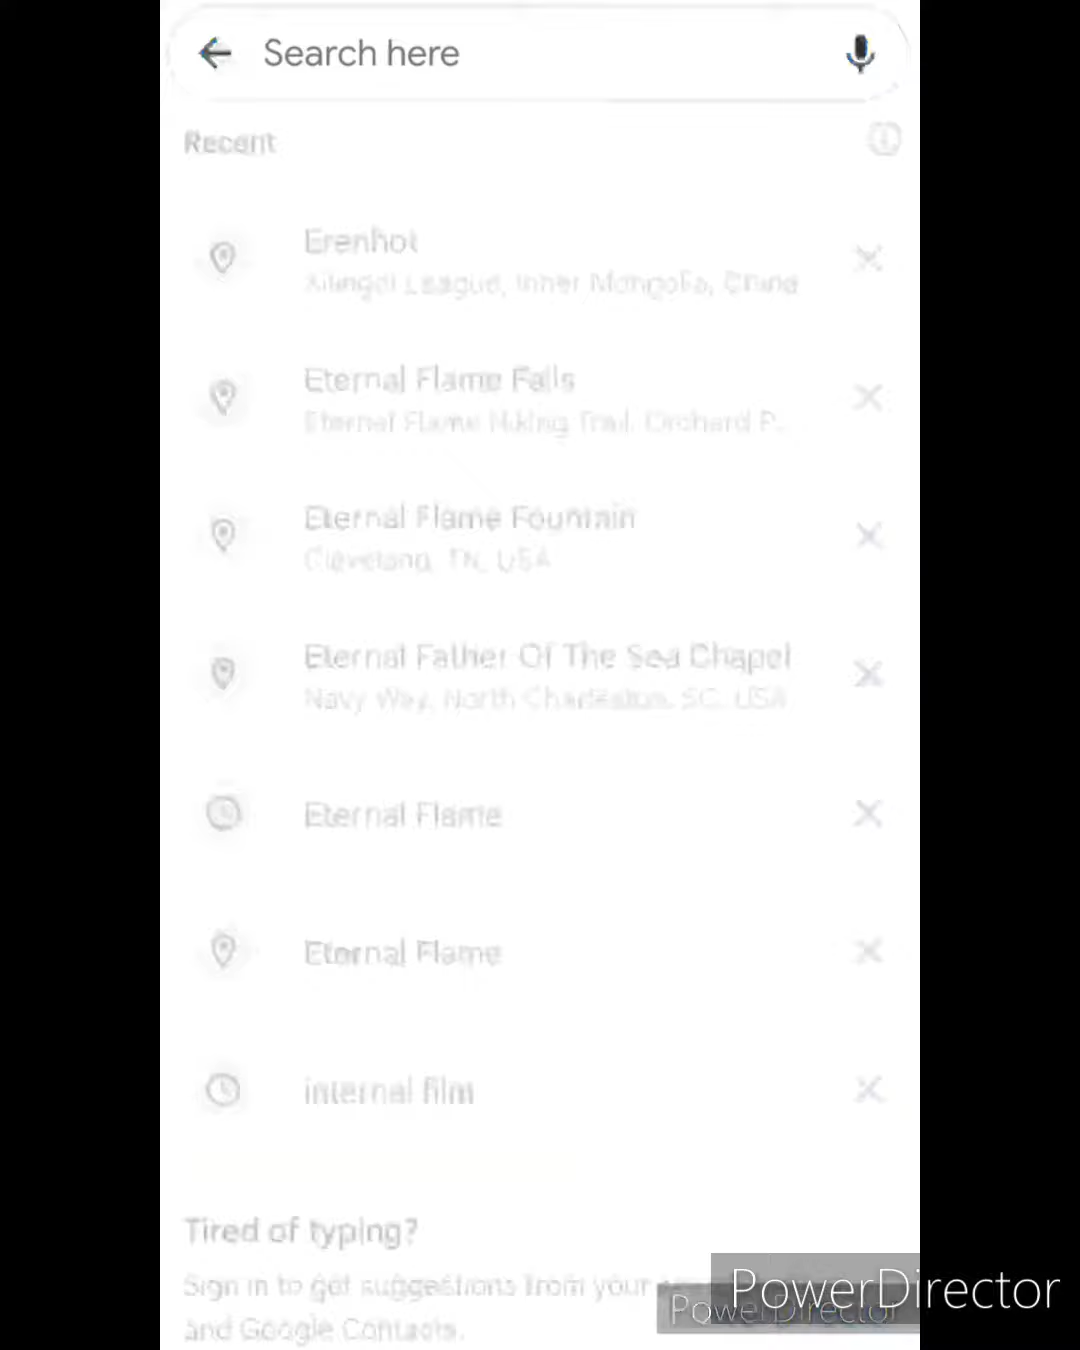 Search here
Recent
Erenhot
Xilingol League, Inner Mongolia, China
Eternal Flame Falls
Eternal Flame Hiking Trail, Orchard P...
Eternal Flame Fountain
Cleveland, TN, USA
Eternal Father Of The Sea Chapel
Navy Way, North Charleston, SC, USA
Eternal Flame
Eternal Flame
internal film
Tired of typing?
Sign in to get suggestions from your
and Google Contacts.
PowerDirector
PowerDirector